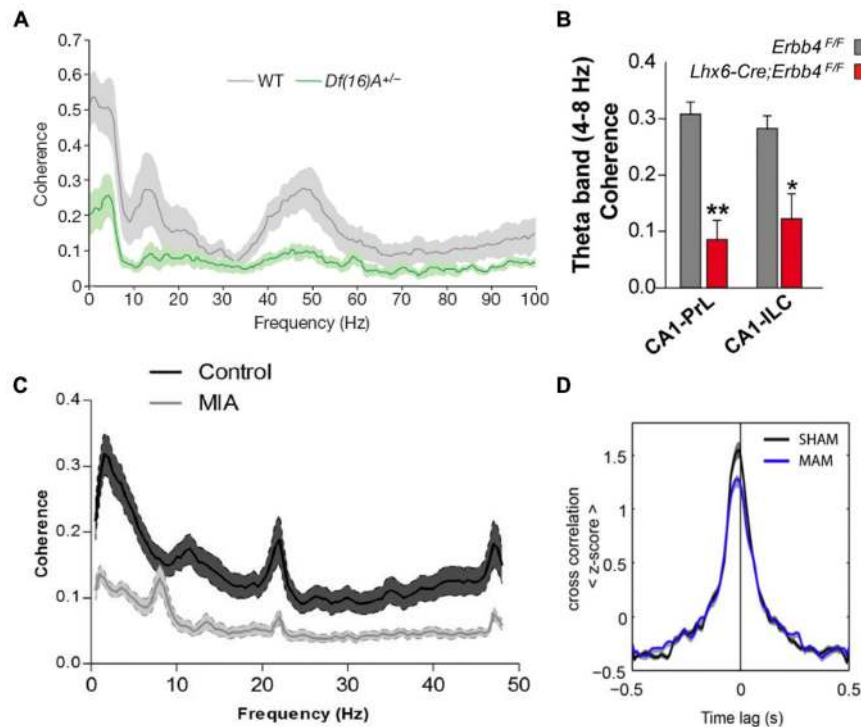 A
WT
Df(16)A+/−
Coherence
0.7
0.6
0.5
0.4
0.3
0.2
0.1
0
0 10 20 30 40 50 60 70 80 90 100
Frequency (Hz)
B
Erbb4 F/F
Lhx6-Cre;Erbb4 F/F
Theta band (4-8 Hz)
Coherence
0.3
0.2
0.1
0.0
**
*
CA1-PrL
CA1-ILC
C
Control
MIA
Coherence
0.4
0.3
0.2
0.1
0.0
0 10 20 30 40 50
Frequency (Hz)
D
SHAM
MAM
cross correlation
< z-score >
1.5
1
0.5
0
−0.5
−0.5 0 0.5
Time lag (s)